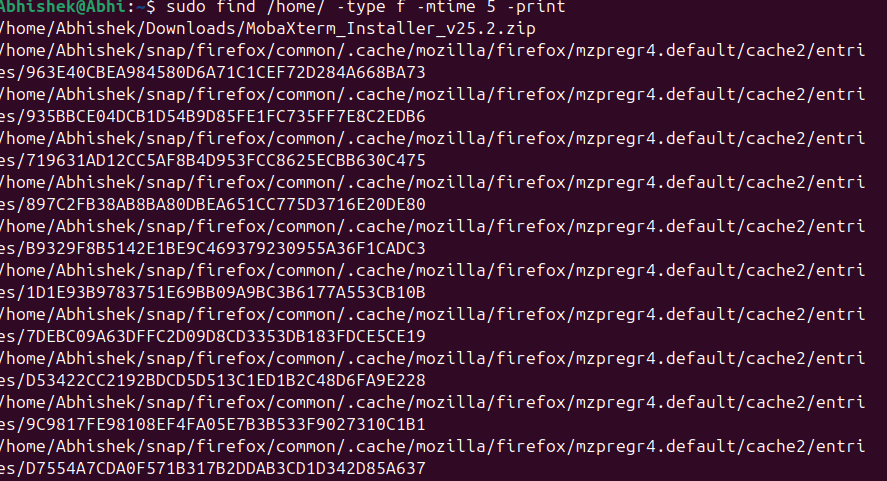 Abhishek@Abhi:~$ sudo find /home/ -type f -mtime 5 -print
/home/Abhishek/Downloads/MobaXterm_Installer_v25.2.zip
/home/Abhishek/snap/firefox/common/.cache/mozilla/firefox/mzpregr4.default/cache2/entri
es/963E40CBEA984580D6A71C1CEF72D284A668BA73
/home/Abhishek/snap/firefox/common/.cache/mozilla/firefox/mzpregr4.default/cache2/entri
es/935BBCE04DCB1D54B9D85FE1FC735FF7E8C2EDB6
/home/Abhishek/snap/firefox/common/.cache/mozilla/firefox/mzpregr4.default/cache2/entri
es/719631AD12CC5AF8B4D953FCC8625ECBB630C475
/home/Abhishek/snap/firefox/common/.cache/mozilla/firefox/mzpregr4.default/cache2/entri
es/897C2FB38AB8BA80DBEA651CC775D3716E20DE80
/home/Abhishek/snap/firefox/common/.cache/mozilla/firefox/mzpregr4.default/cache2/entri
es/B9329F8B5142E1BE9C469379230955A36F1CADC3
/home/Abhishek/snap/firefox/common/.cache/mozilla/firefox/mzpregr4.default/cache2/entri
es/1D1E93B9783751E69BB09A9BC3B6177A553CB10B
/home/Abhishek/snap/firefox/common/.cache/mozilla/firefox/mzpregr4.default/cache2/entri
es/7DEBC09A63DFFC2D09D8CD3353DB183FDCE5CE19
/home/Abhishek/snap/firefox/common/.cache/mozilla/firefox/mzpregr4.default/cache2/entri
es/D53422CC2192BDCD5D513C1ED1B2C48D6FA9E228
/home/Abhishek/snap/firefox/common/.cache/mozilla/firefox/mzpregr4.default/cache2/entri
es/9C9817FE98108EF4FA05E7B3B533F9027310C1B1
/home/Abhishek/snap/firefox/common/.cache/mozilla/firefox/mzpregr4.default/cache2/entri
es/D7554A7CDA0F571B317B2DDAB3CD1D342D85A637